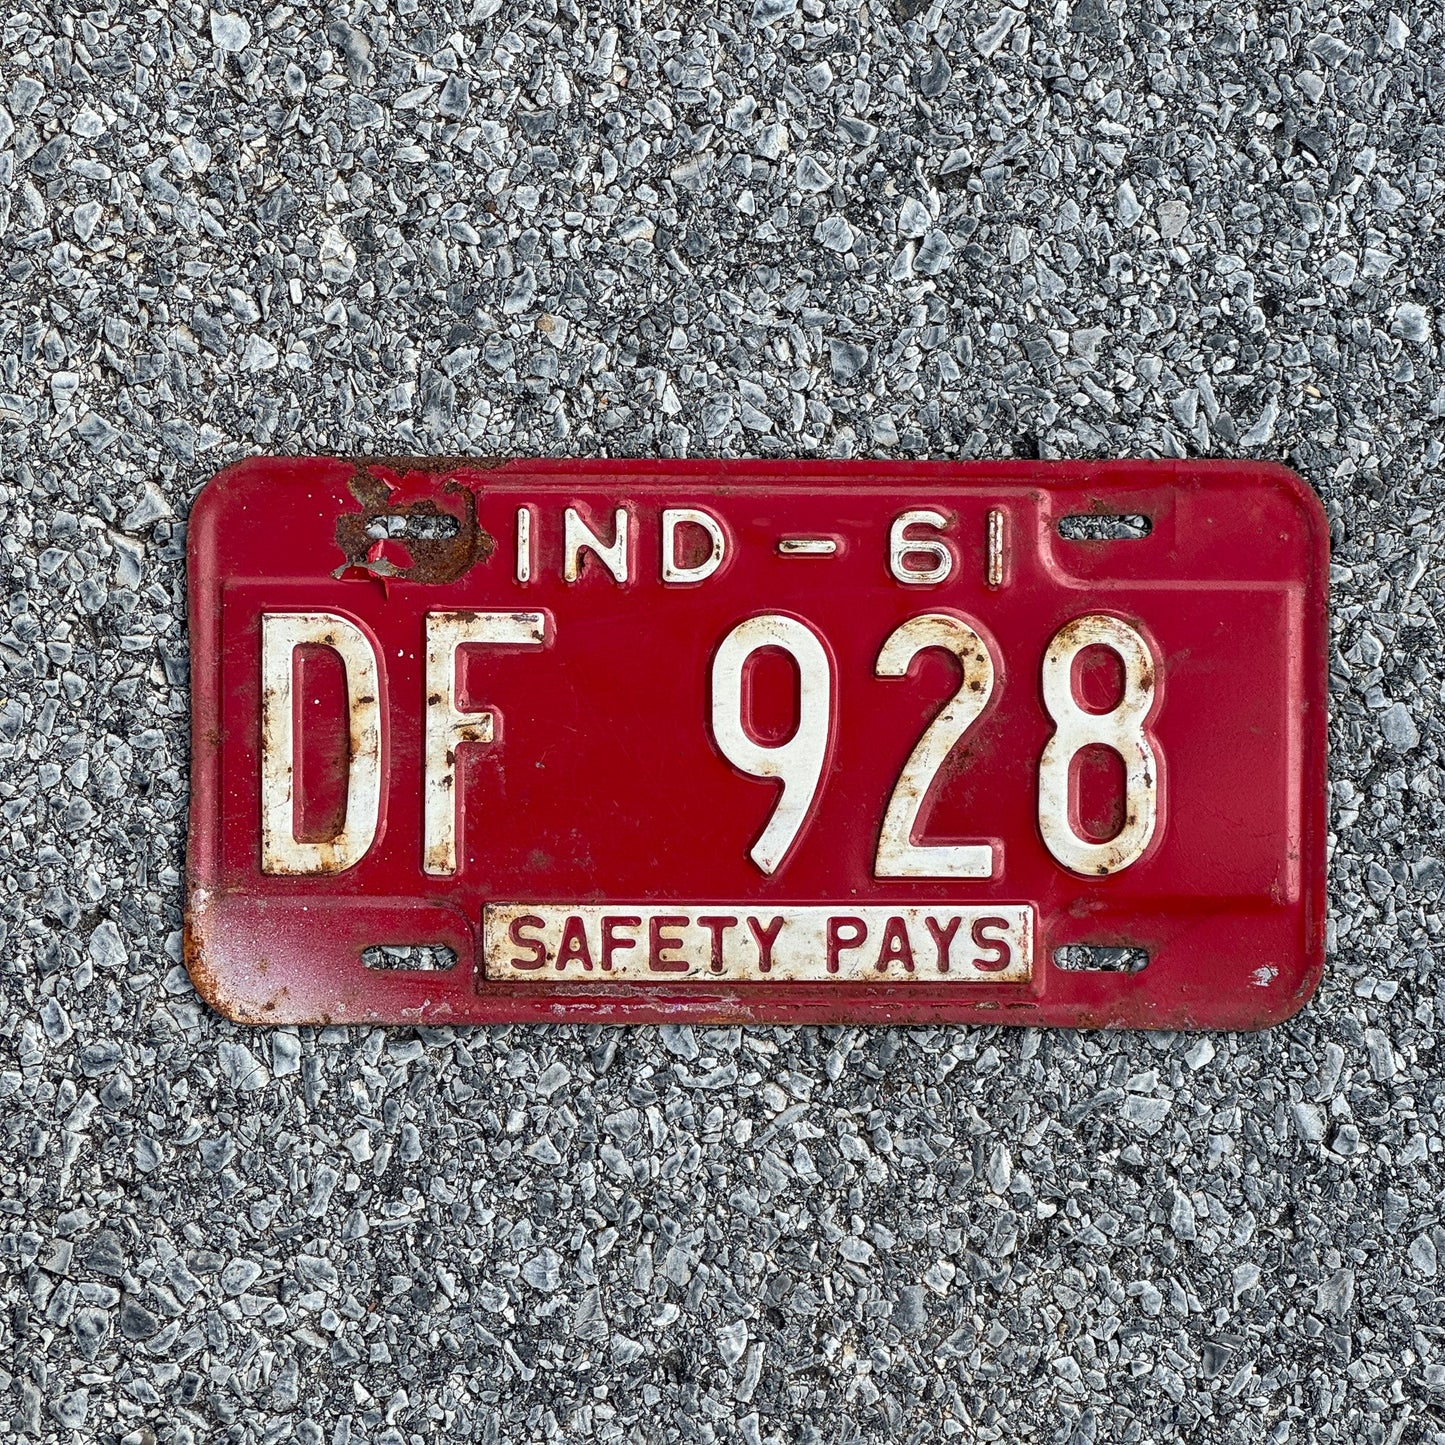 IND - 61
DF 928
SAFETY PAYS